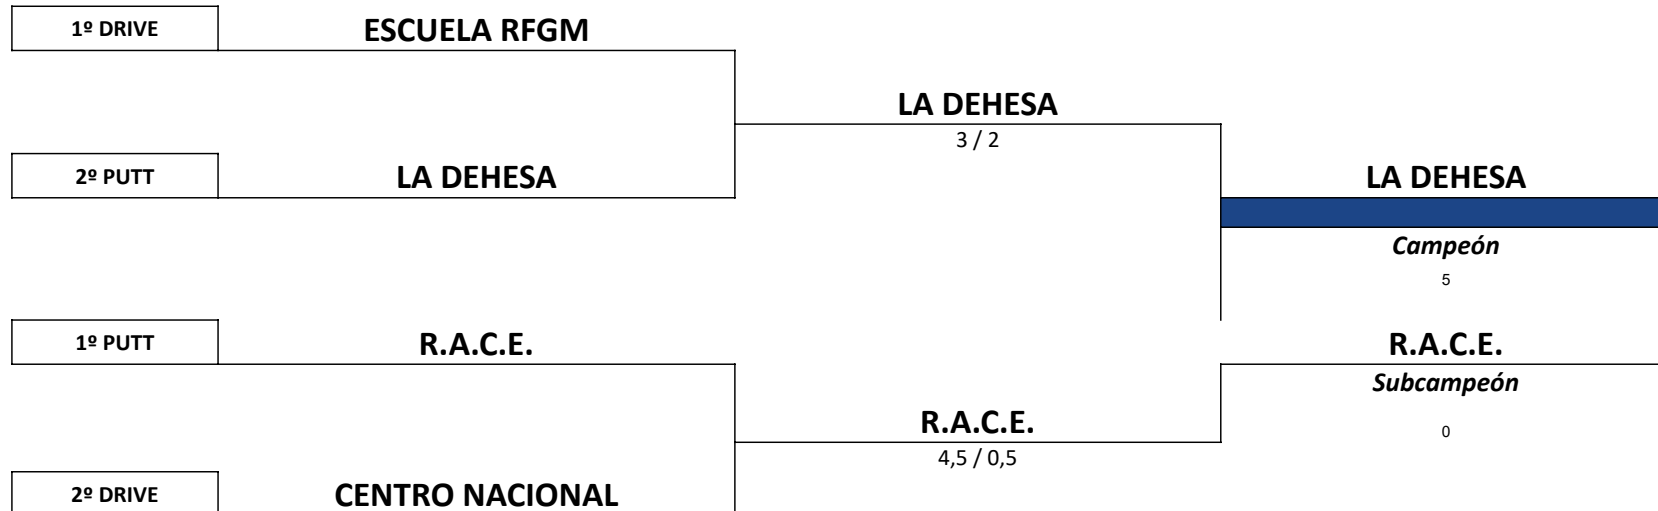 1º DRIVE ESCUELA RFGM
LA DEHESA
3 / 2
2º PUTT LA DEHESA
LA DEHESA
Campeón
5
1º PUTT R.A.C.E.
R.A.C.E.
Subcampeón
R.A.C.E.
0
4,5 / 0,5
2º DRIVE CENTRO NACIONAL